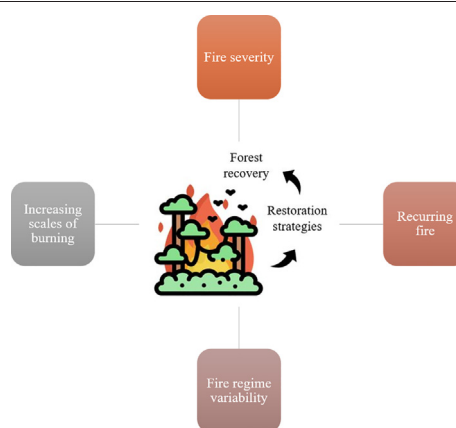 Fire severity
Forest
recovery
Restoration
strategies
Increasing
scales of
burning
Recurring
fire
Fire regime
variability